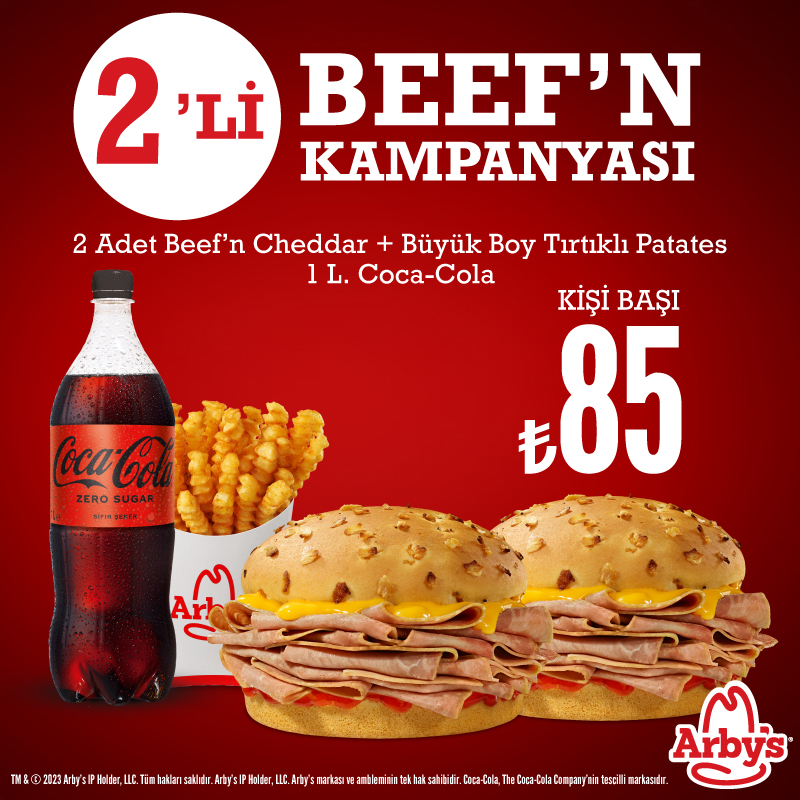 2 'Lİ
BEEF'N
KAMPANYASI
2 Adet Beef'n Cheddar + Büyük Boy Tırtıklı Patates
1 L. Coca-Cola
KİŞİ BAŞI
₺85
Coca-Cola
ZERO SUGAR
SIFIR ŞEKER
Arby's
TM & © 2023 Arby's IP Holder, LLC. Tüm hakları saklıdır. Arby's IP Holder, LLC. Arby's markası ve ambleminin tek hak sahibidir. Coca-Cola, The Coca-Cola Company'nin tescilli markasıdır.